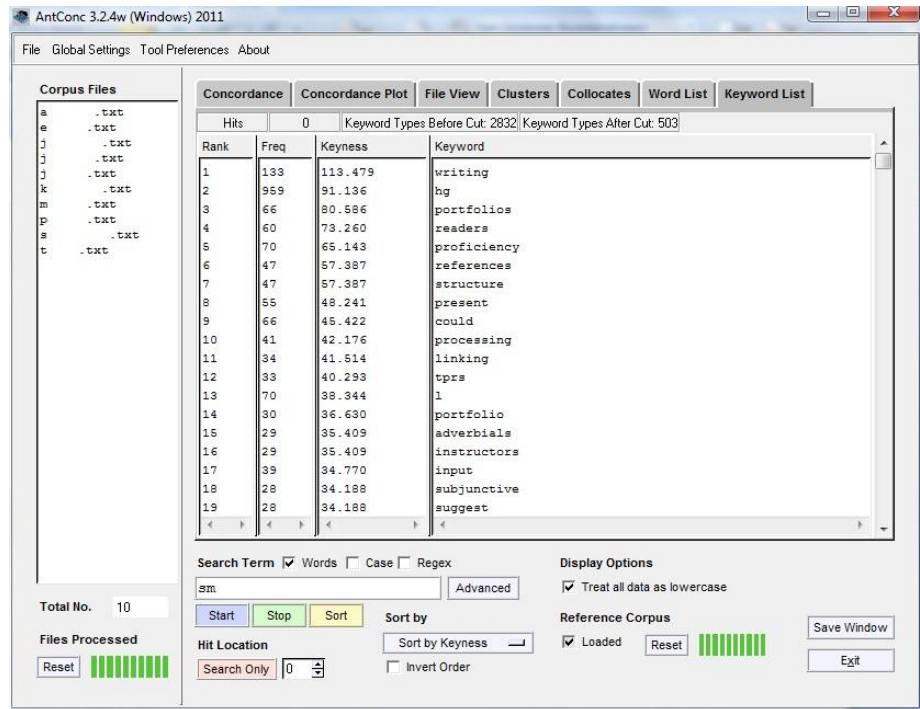 AntConc 3.2.4w (Windows) 2011
File Global Settings Tool Preferences About
Corpus Files
a .txt
e .txt
j .txt
j .txt
j .txt
k .txt
m .txt
p .txt
s .txt
t .txt
Total No. 10
Files Processed
Reset
Concordance Concordance Plot File View Clusters Collocates Word List Keyword List
Hits 0 Keyword Types Before Cut: 2832 Keyword Types After Cut: 503
Rank Freq Keyness Keyword
1 133 113.479 writing
2 959 91.136 hg
3 66 80.586 portfolios
4 60 73.260 readers
5 70 65.143 proficiency
6 47 57.387 references
7 47 57.387 structure
8 55 48.241 present
9 66 45.422 could
10 41 42.176 processing
11 34 41.514 linking
12 33 40.293 tprs
13 70 38.344 l
14 30 36.630 portfolio
15 29 35.409 adverbials
16 29 35.409 instructors
17 39 34.770 input
18 28 34.188 subjunctive
19 28 34.188 suggest
Search Term Words Case Regex
sm Advanced
Start Stop Sort
Hit Location
Search Only 0
Sort by
Sort by Keyness
Invert Order
Display Options
Treat all data as lowercase
Reference Corpus
Loaded Reset
Save Window
Exit